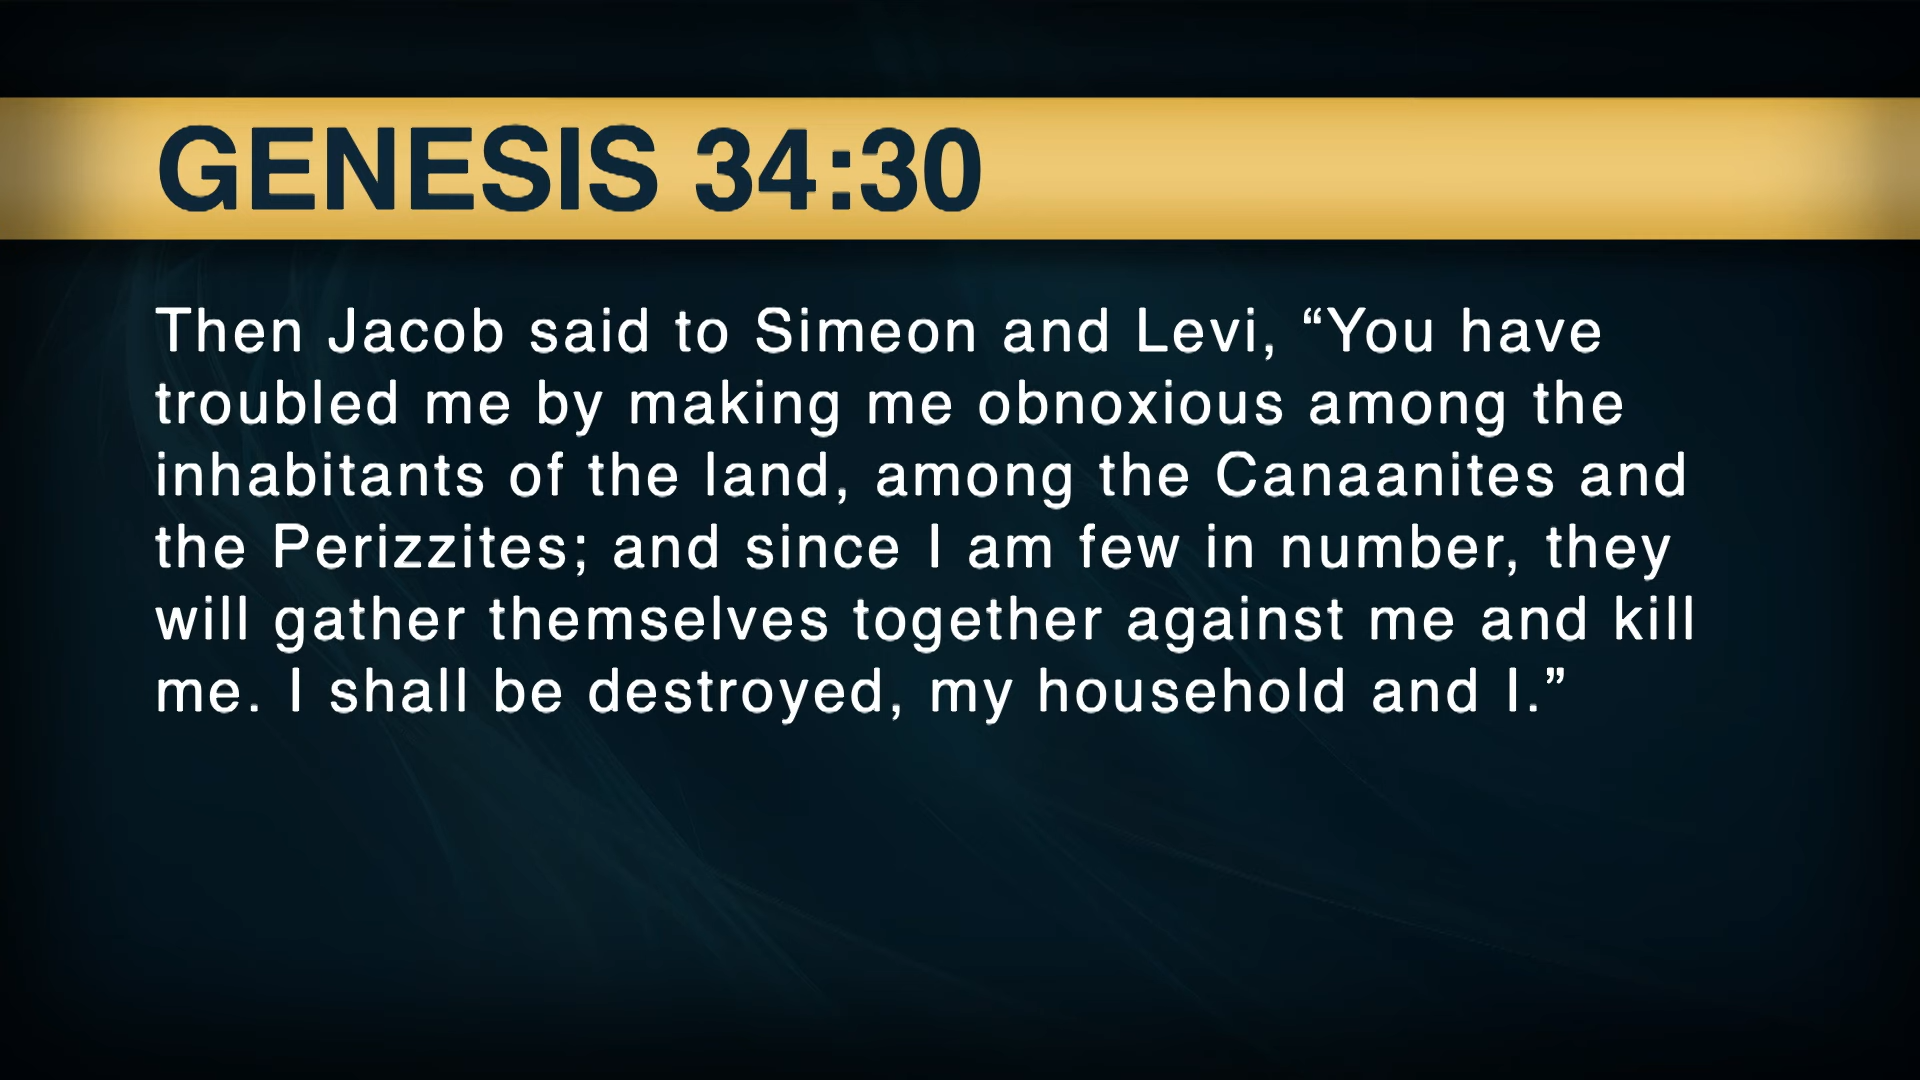 GENESIS 34:30
Then Jacob said to Simeon and Levi, “You have
troubled me by making me obnoxious among the
inhabitants of the land, among the Canaanites and
the Perizzites; and since I am few in number, they
will gather themselves together against me and kill
me. I shall be destroyed, my household and I.”